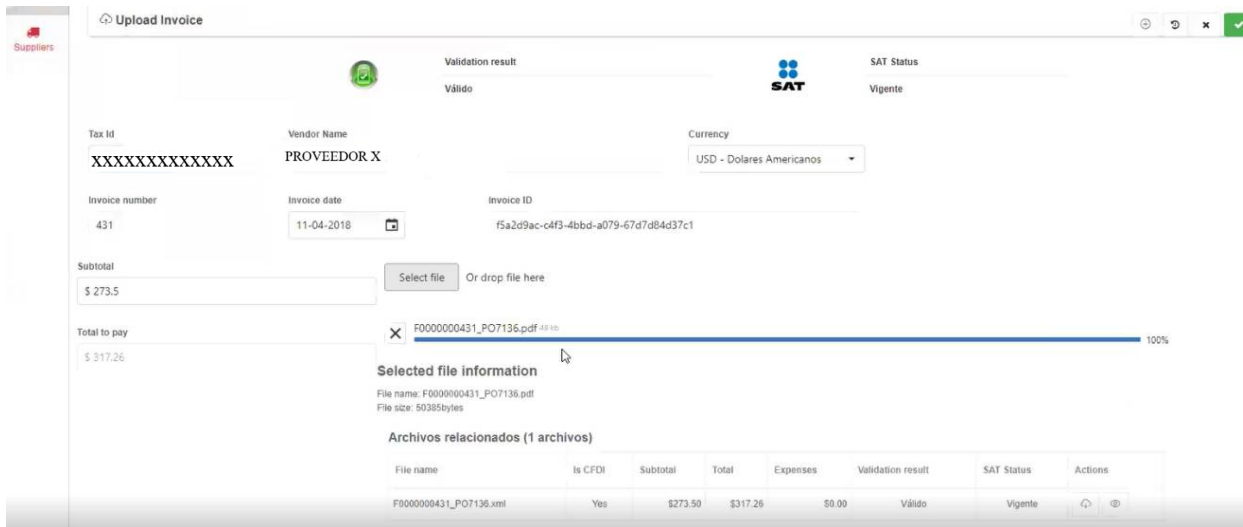 Upload Invoice
Suppliers
Validation result
SAT Status
Válido
SAT
Vigente
Tax Id
Vendor Name
Currency
XXXXXXXXXXXXX
PROVEEDOR X
USD - Dolares Americanos
Invoice number
Invoice date
Invoice ID
431
11-04-2018
f5a2d9ac-c4f3-4bbd-a079-67d7d84d37c1
Subtotal
Select file
Or drop file here
$ 273.5
Total to pay
F0000000431_PO7136.pdf 49 kb
100%
$ 317.26
Selected file information
File name: F0000000431_PO7136.pdf
File size: 50385bytes
Archivos relacionados (1 archivos)
File name Is CFDI Subtotal Total Expenses Validation result SAT Status Actions
F0000000431_PO7136.xml Yes $273.50 $317.26 $0.00 Válido Vigente